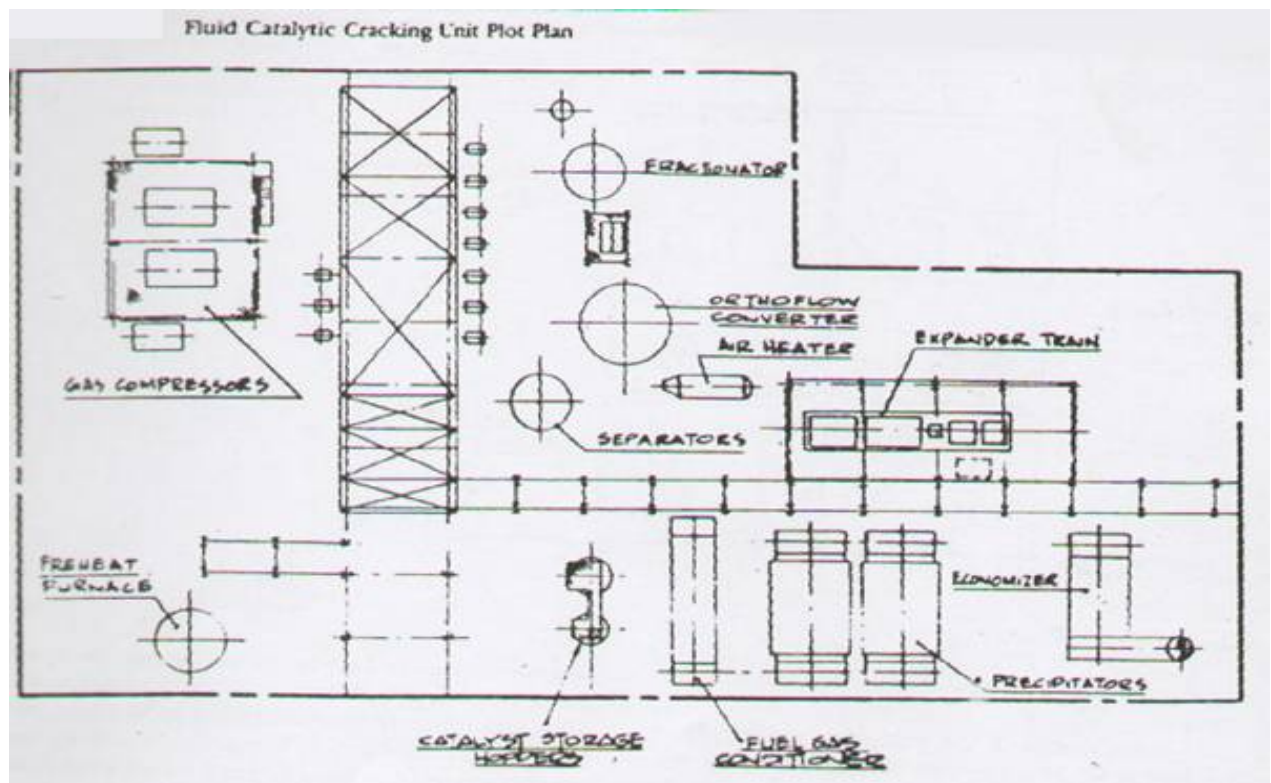 Fluid Catalytic Cracking Unit Plot Plan
FRACSONATOR
ORTHOFLOW
CONVERTER
AIR HEATER
EXPANDER TRAIN
GAS COMPRESSORS
SEPARATORS
PREHEAT
FURNACE
ECONOMIZER
PRECIPITATORS
CATALYST STORAGE
HOPPERS
FUEL GAS
CONDITIONER